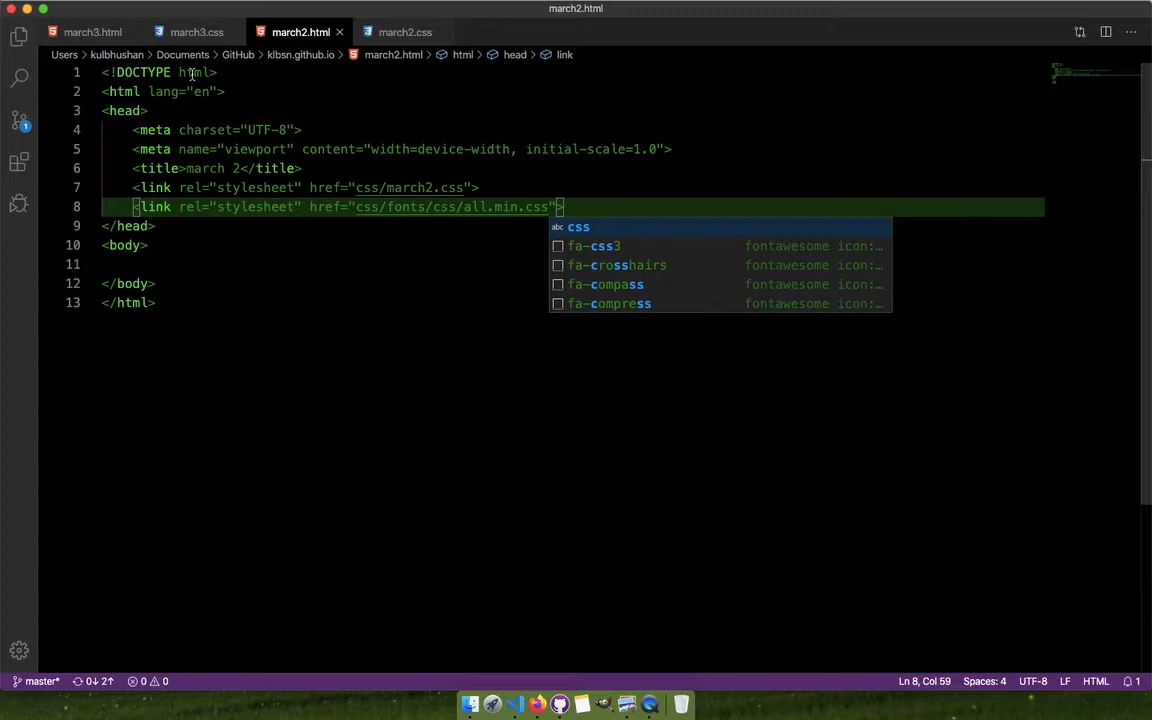 march2.html
march3.html march3.css march2.html march2.css
Users kulbhushan Documents GitHub klbsn.github.io march2.html html head link
1 <!DOCTYPE html>
2 <html lang="en">
3 <head>
4 <meta charset="UTF-8">
5 <meta name="viewport" content="width=device-width, initial-scale=1.0">
6 <title>march 2</title>
7 <link rel="stylesheet" href="css/march2.css">
8 <link rel="stylesheet" href="css/fonts/css/all.min.css">
9 </head>
abc css
10 <body>
fa-css3 fontawesome icon:…
11
fa-crosshairs fontawesome icon:…
12 </body>
fa-compass fontawesome icon:…
13 </html>
fa-compress fontawesome icon:…
1
master* 0↓ 2↑ 0 0 Ln 8, Col 59 Spaces: 4 UTF-8 LF HTML 1